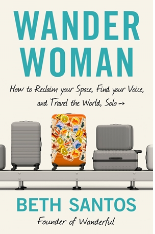 WANDER
WOMAN
How to Reclaim your Space, Find your Voice,
and Travel the World, Solo →
BETH SANTOS
Founder of Wanderful